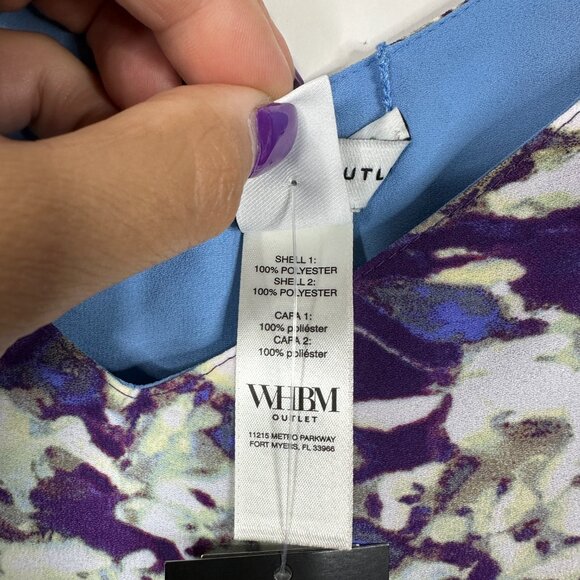 UTL
SHELL 1:
100% POLYESTER
SHELL 2:
100% POLYESTER
CAPA 1:
100% poliéster
CAPA 2:
100% poliéster
WHBM
OUTLET
11215 METRO PARKWAY
FORT MYERS, FL 33966